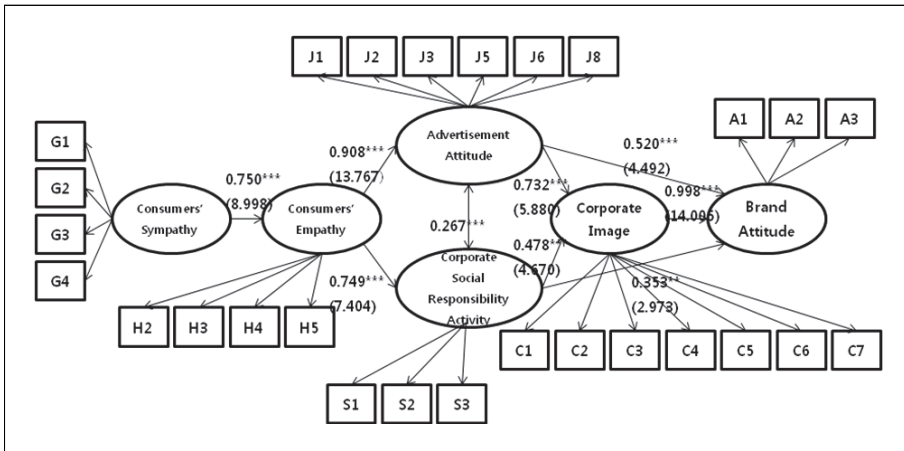 J1 J2 J3 J5 J6 J8
A1 A2 A3
G1
G2
G3
G4
Advertisement
Attitude
0.520***
(4.492)
0.908***
(13.767)
0.750***
(8.998)
0.732***
(5.880)
0.998***
(14.006)
Consumers'
Sympathy
Consumers'
Empathy
Corporate
Image
Brand
Attitude
0.267***
0.478***
(4.670)
Corporate
Social
Responsibility
Activity
0.749***
(7.404)
0.353**
(2.973)
H2 H3 H4 H5
C1 C2 C3 C4 C5 C6 C7
S1 S2 S3